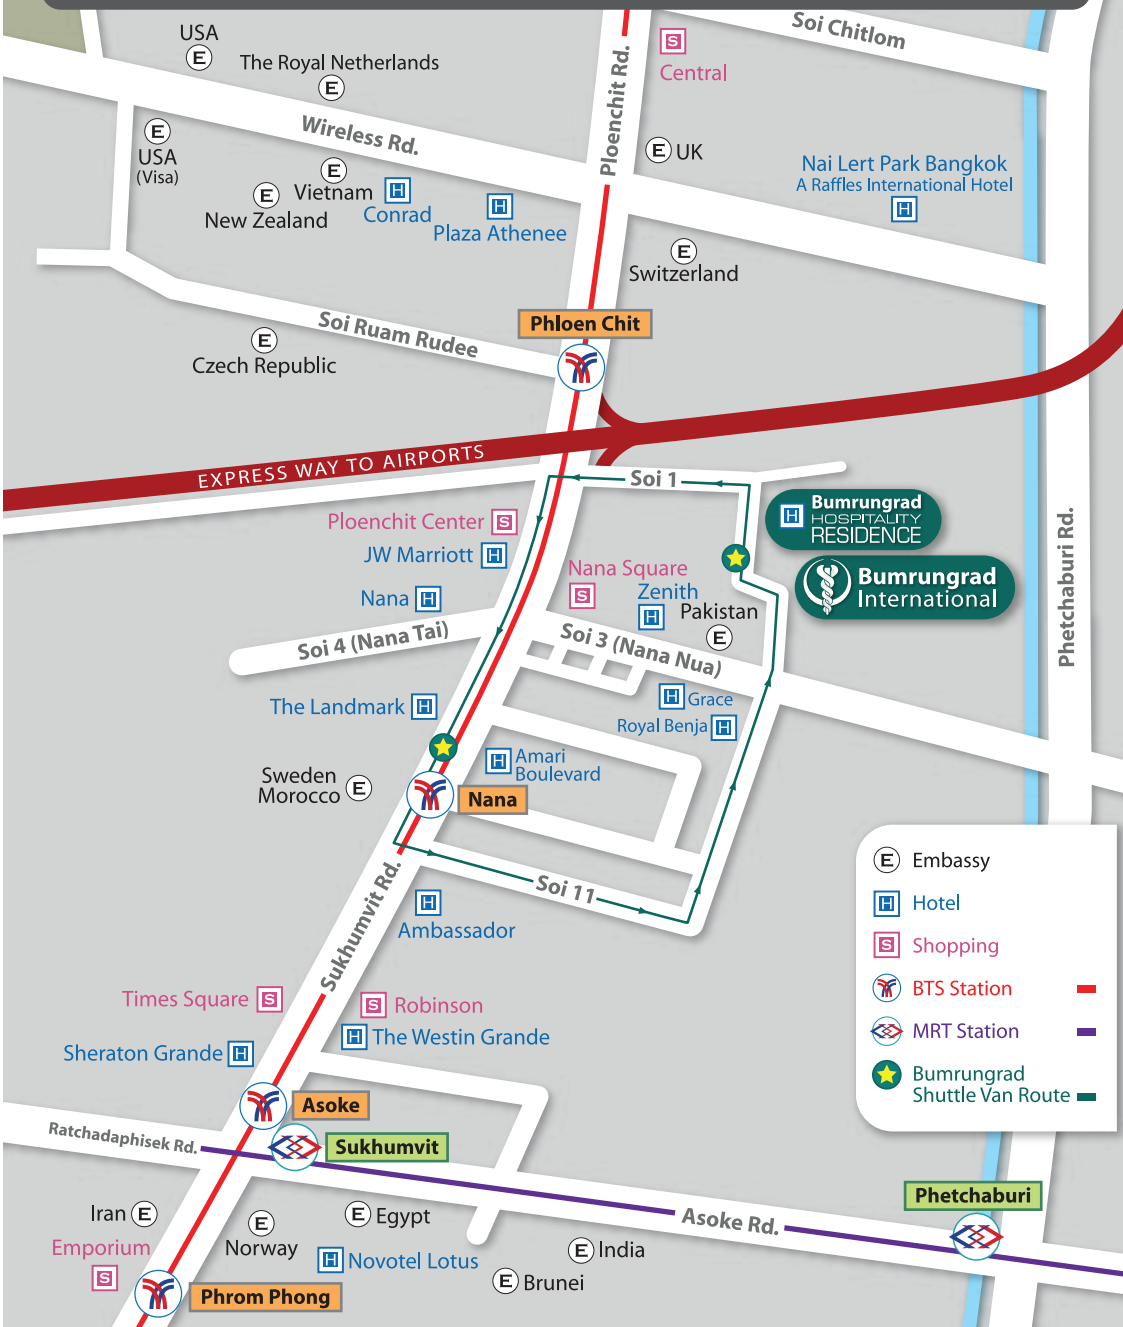 Soi Chitlom
USA
E
The Royal Netherlands
E
Ploenchit Rd.
S
Central
Wireless Rd.
E
USA
(Visa)
E
UK
E
Vietnam
E
New Zealand
H
Conrad
H
Plaza Athenee
Nai Lert Park Bangkok
A Raffles International Hotel
H
E
Switzerland
Phloen Chit
Soi Ruam Rudee
E
Czech Republic
EXPRESS WAY TO AIRPORTS
Soi 1
Bumrungrad
H HOSPITALITY
RESIDENCE
Ploenchit Center S
JW Marriott H
Nana H
Nana Square
S
Zenith
H
Pakistan
E
Bumrungrad
International
Phetchaburi Rd.
Soi 4 (Nana Tai)
Soi 3 (Nana Nua)
H Grace
Royal Benja H
The Landmark H
H Amari
Boulevard
Sweden
Morocco E
Nana
E Embassy
H Hotel
S Shopping
BTS Station
MRT Station
Bumrungrad
Shuttle Van Route
Soi 11
Sukhumvit Rd.
H
Ambassador
Times Square S
S Robinson
H The Westin Grande
Sheraton Grande H
Asoke
Ratchadaphisek Rd.
Sukhumvit
Phetchaburi
Asoke Rd.
Iran E
E
Norway
E Egypt
Emporium
S
H Novotel Lotus
E India
E Brunei
Phrom Phong